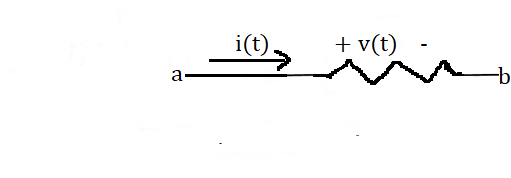 i(t) + v(t) -
a b